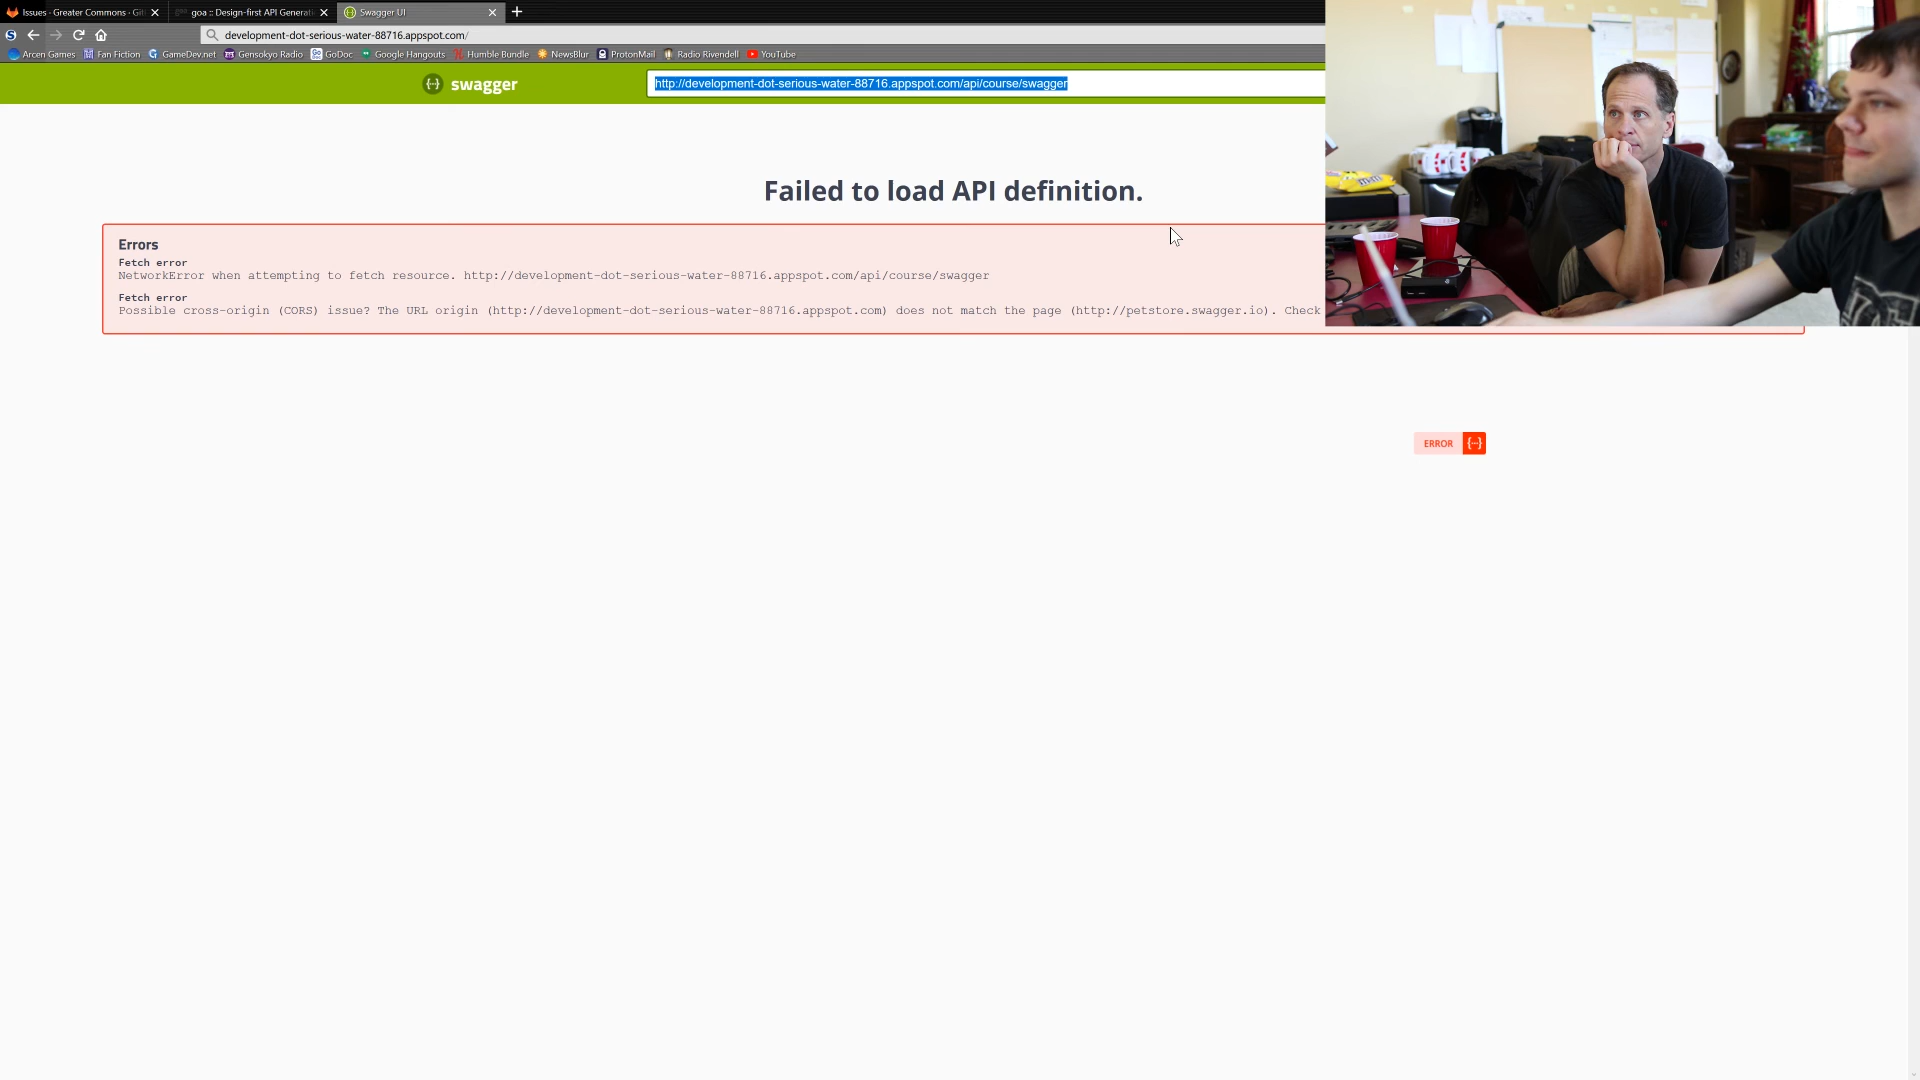 Issues · Greater Commons · Git
goa :: Design-first API Generati
Swagger UI
development-dot-serious-water-88716.appspot.com/
Arcen Games
Fan Fiction
GameDev.net
Gensokyo Radio
GoDoc
Google Hangouts
Humble Bundle
NewsBlur
ProtonMail
Radio Rivendell
YouTube
swagger
http://development-dot-serious-water-88716.appspot.com/api/course/swagger
Failed to load API definition.
Errors
Fetch error
NetworkError when attempting to fetch resource. http://development-dot-serious-water-88716.appspot.com/api/course/swagger
Fetch error
Possible cross-origin (CORS) issue? The URL origin (http://development-dot-serious-water-88716.appspot.com) does not match the page (http://petstore.swagger.io). Check
ERROR {...}